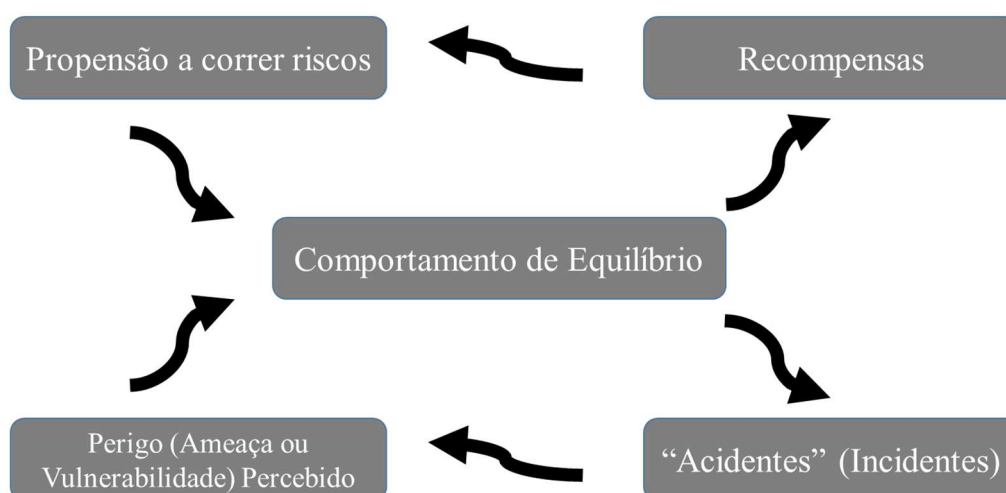 Propensão a correr riscos
Recompensas
Comportamento de Equilíbrio
Perigo (Ameaça ou
Vulnerabilidade) Percebido
“Acidentes” (Incidentes)